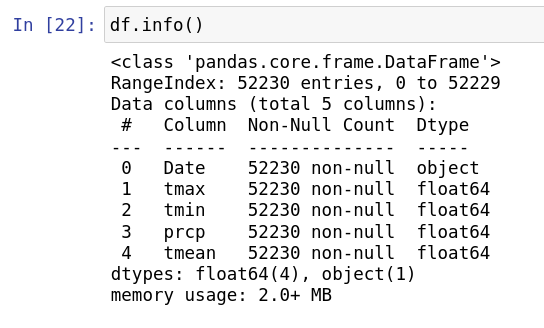 In [22]: df.info()
<class 'pandas.core.frame.DataFrame'>
RangeIndex: 52230 entries, 0 to 52229
Data columns (total 5 columns):
 #   Column  Non-Null Count  Dtype
---  ------  --------------  -----
 0   Date    52230 non-null  object
 1   tmax    52230 non-null  float64
 2   tmin    52230 non-null  float64
 3   prcp    52230 non-null  float64
 4   tmean   52230 non-null  float64
dtypes: float64(4), object(1)
memory usage: 2.0+ MB